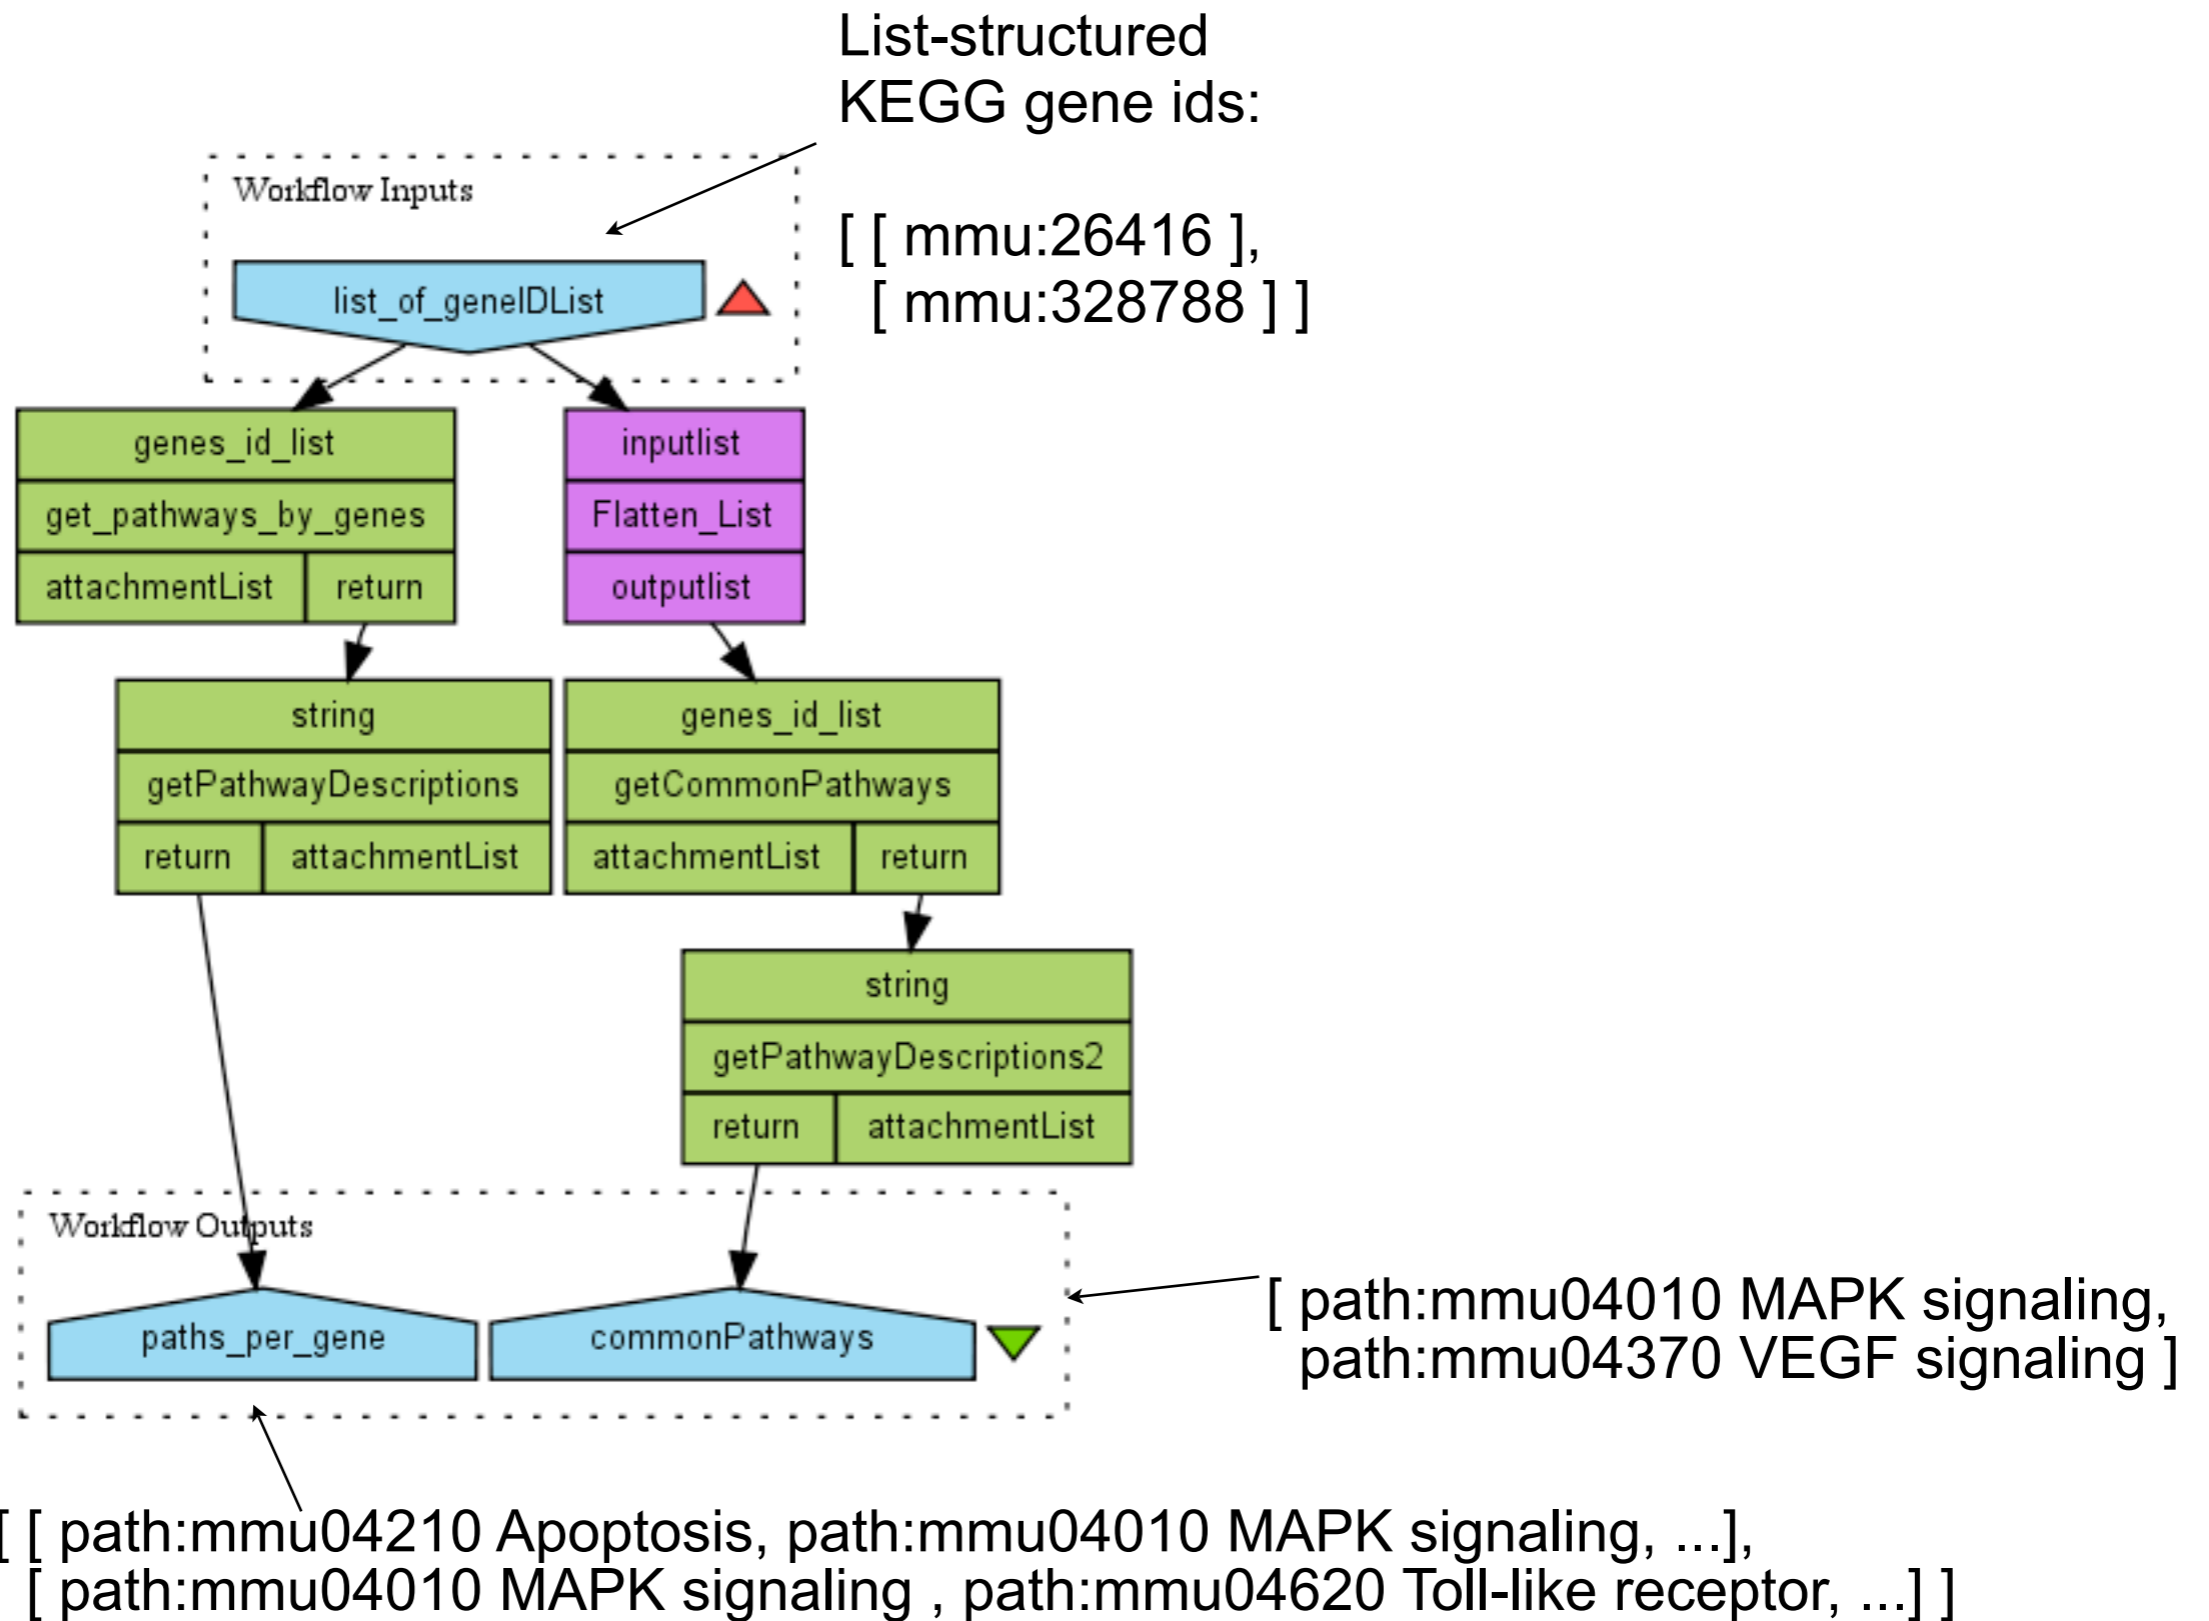 List-structured
KEGG gene ids:
[ [ mmu:26416 ],
[ mmu:328788 ] ]
Workflow Inputs
list_of_geneIDList
genes_id_list
get_pathways_by_genes
attachmentList return
inputlist
Flatten_List
outputlist
string
getPathwayDescriptions
return attachmentList
genes_id_list
getCommonPathways
attachmentList return
string
getPathwayDescriptions2
return attachmentList
Workflow Outputs
paths_per_gene
commonPathways
[ path:mmu04010 MAPK signaling,
path:mmu04370 VEGF signaling ]
[ [ path:mmu04210 Apoptosis, path:mmu04010 MAPK signaling, ...],
[ path:mmu04010 MAPK signaling , path:mmu04620 Toll-like receptor, ...] ]